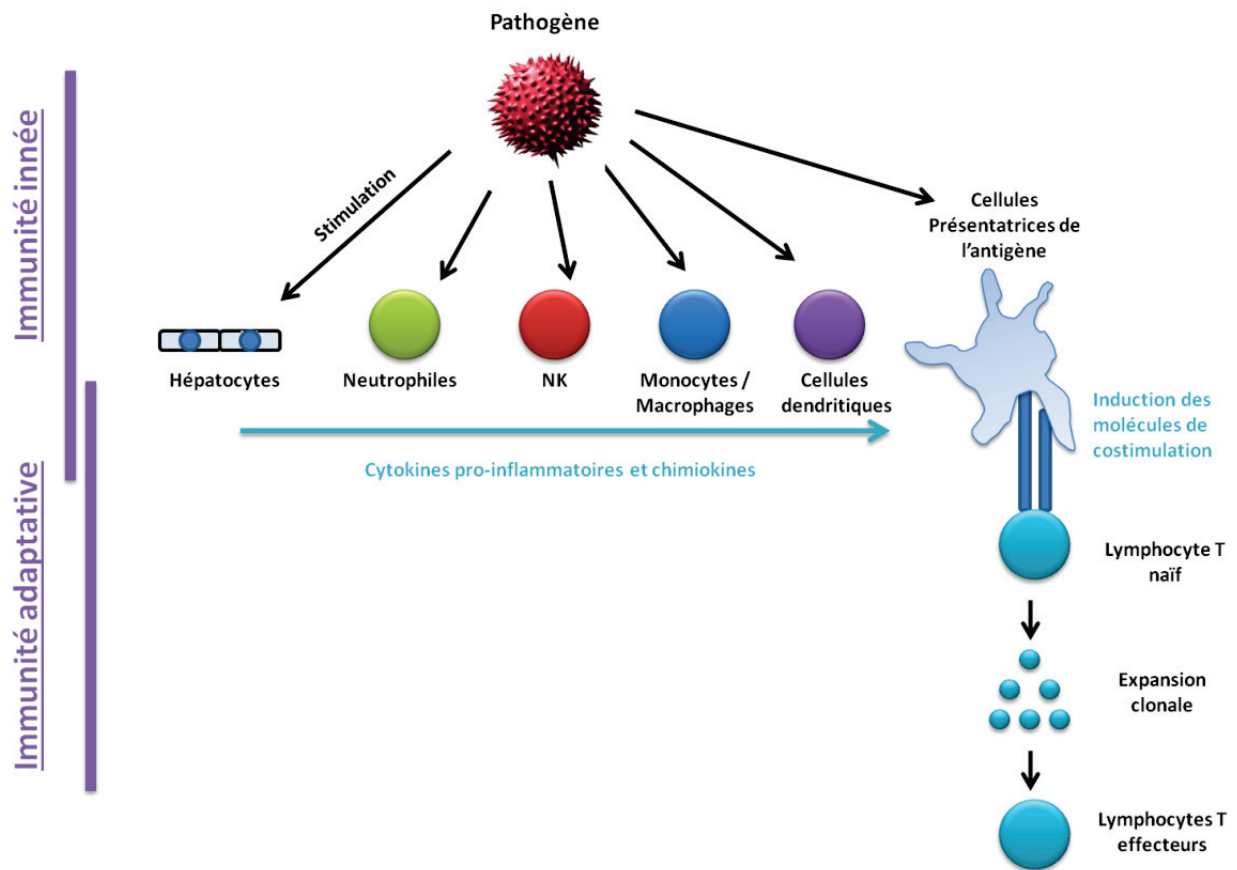 Pathogène
Immunité innée
Stimulation
Cellules
Présentatrices de
l'antigène
Hépatocytes
Neutrophiles
NK
Monocytes /
Macrophages
Cellules
dendritiques
Induction des
molécules de
costimulation
Cytokines pro-inflammatoires et chimiokines
Immunité adaptative
Lymphocyte T
naïf
Expansion
clonale
Lymphocytes T
effecteurs